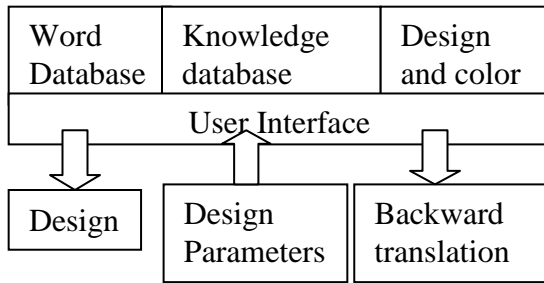 Word
Database
Knowledge
database
Design
and color
User Interface
Design
Design
Parameters
Backward
translation